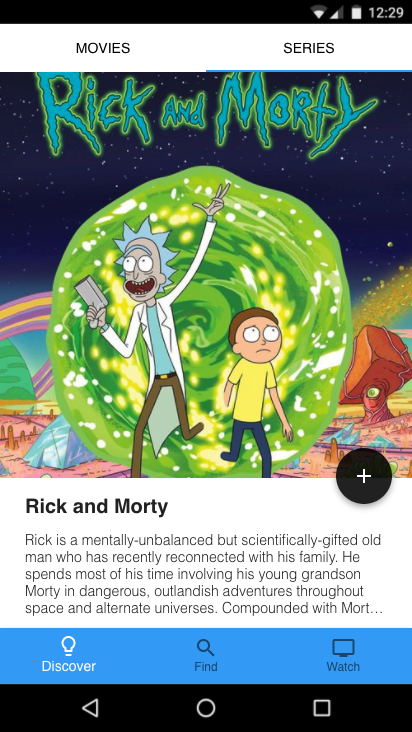 12:29
MOVIES
SERIES
Rick and Morty
Rick and Morty
Rick is a mentally-unbalanced but scientifically-gifted old
man who has recently reconnected with his family. He
spends most of his time involving his young grandson
Morty in dangerous, outlandish adventures throughout
space and alternate universes. Compounded with Mort...
Discover
Find
Watch